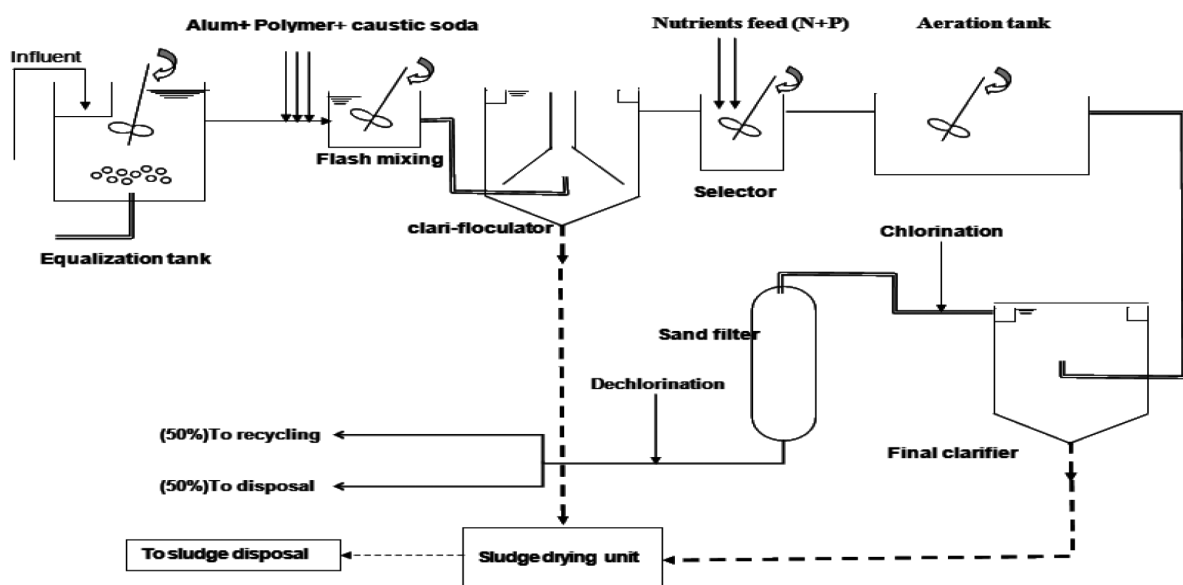 Alum+ Polymer+ caustic soda
Nutrients feed (N+P)
Aeration tank
Influent
Flash mixing
Selector
clari-floculator
Equalization tank
Chlorination
Sand filter
Dechlorination
(50%)To recycling
Final clarifier
(50%)To disposal
To sludge disposal
Sludge drying unit